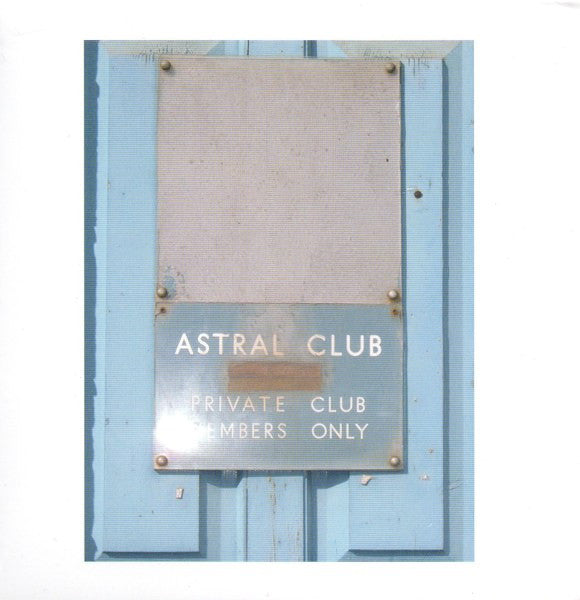 ASTRAL CLUB
PRIVATE CLUB
MEMBERS ONLY